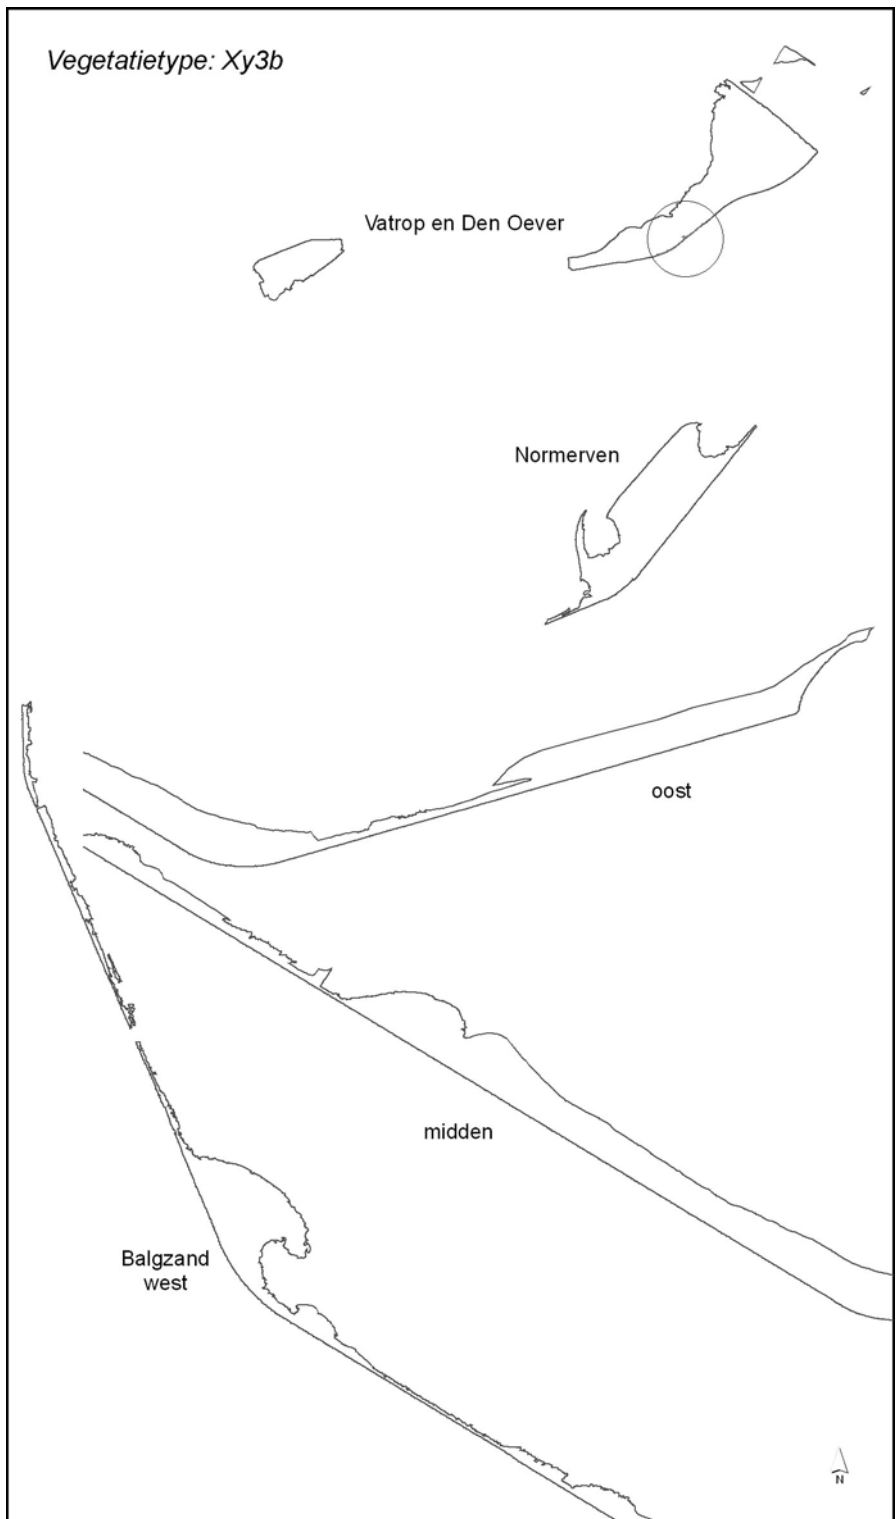 Vegetatietype: Xy3b
Vatrop en Den Oever
Normerven
oost
midden
Balgzand
west
N